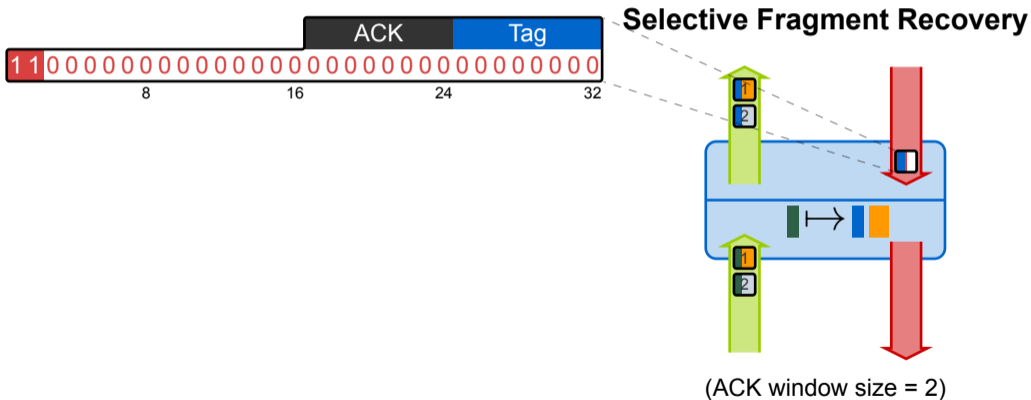 Selective Fragment Recovery
ACK Tag
1 1 0 0 0 0 0 0 0 0 0 0 0 0 0 0 0 0 0 0 0 0 0 0 0 0 0 0 0 0 0 0
8 16 24 32
1
2
1
2
(ACK window size = 2)